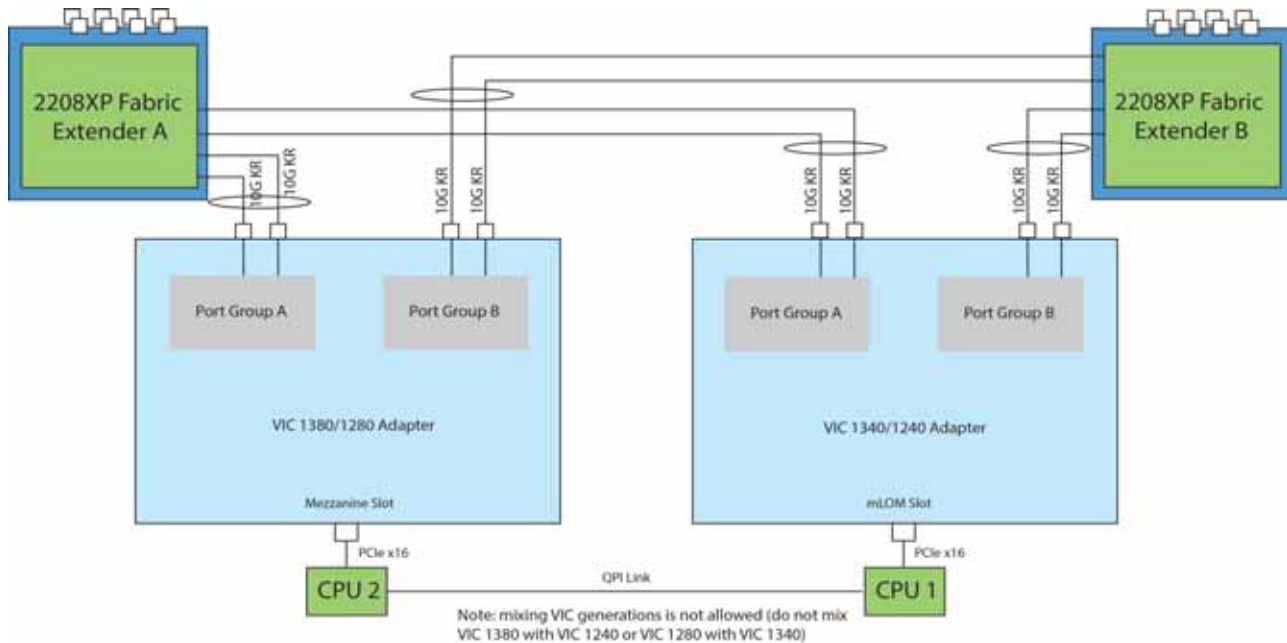 2208XP Fabric
Extender A
2208XP Fabric
Extender B
10G KR
10G KR
10G KR
10G KR
10G KR
10G KR
10G KR
10G KR
Port Group A
Port Group B
Port Group A
Port Group B
VIC 1380/1280 Adapter
VIC 1340/1240 Adapter
Mezzanine Slot
mLOM Slot
PCIe x16
PCIe x16
CPU 2
QPI Link
CPU 1
Note: mixing VIC generations is not allowed (do not mix
VIC 1380 with VIC 1240 or VIC 1280 with VIC 1340)